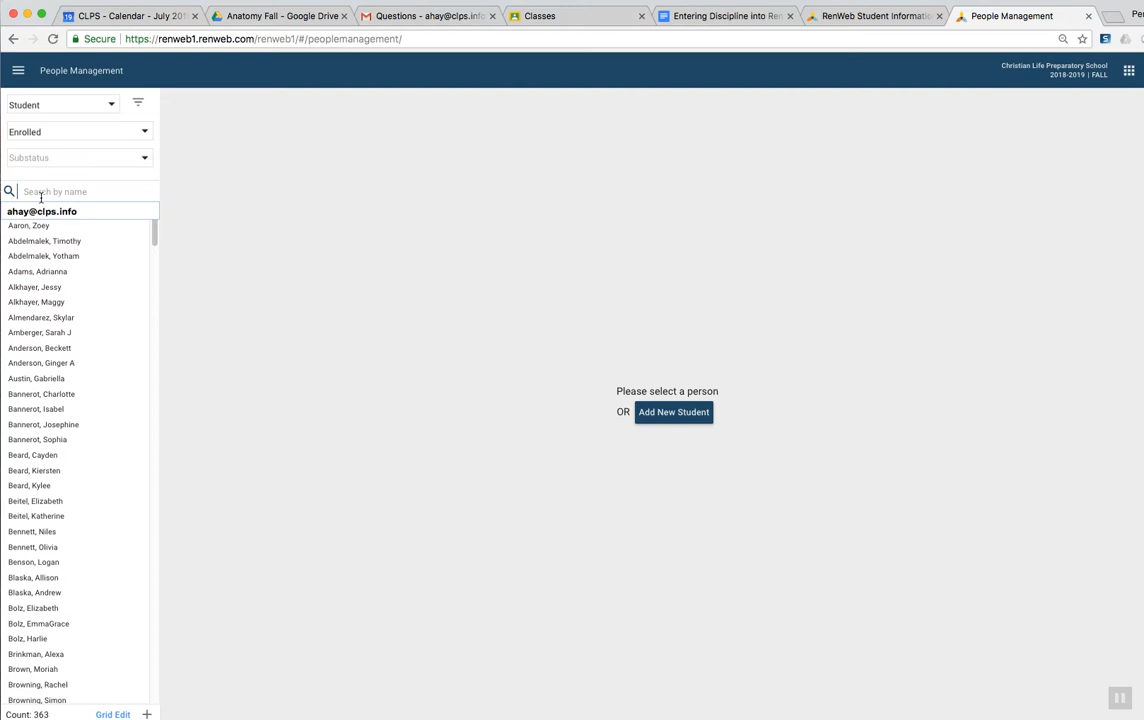 CLPS - Calendar - July 201
Anatomy Fall - Google Drive
Questions - ahay@clps.info
Classes
Entering Discipline into Ren
RenWeb Student Informatio
People Management
Pe
Secure
https://renweb1.renweb.com/renweb1/#/peoplemanagement/
People Management
Christian Life Preparatory School
2018-2019 | FALL
Student
Enrolled
Substatus
Search by name
ahay@clps.info
Aaron, Zoey
Abdelmalek, Timothy
Abdelmalek, Yotham
Adams, Adrianna
Alkhayer, Jessy
Alkhayer, Maggy
Almendarez, Skylar
Amberger, Sarah J
Anderson, Beckett
Anderson, Ginger A
Austin, Gabriella
Bannerot, Charlotte
Bannerot, Isabel
Bannerot, Josephine
Bannerot, Sophia
Beard, Cayden
Beard, Kiersten
Beard, Kylee
Beitel, Elizabeth
Beitel, Katherine
Bennett, Niles
Bennett, Olivia
Benson, Logan
Blaska, Allison
Blaska, Andrew
Bolz, Elizabeth
Bolz, EmmaGrace
Bolz, Harlie
Brinkman, Alexa
Brown, Moriah
Browning, Rachel
Browning, Simon
Please select a person
OR Add New Student
Count: 363
Grid Edit